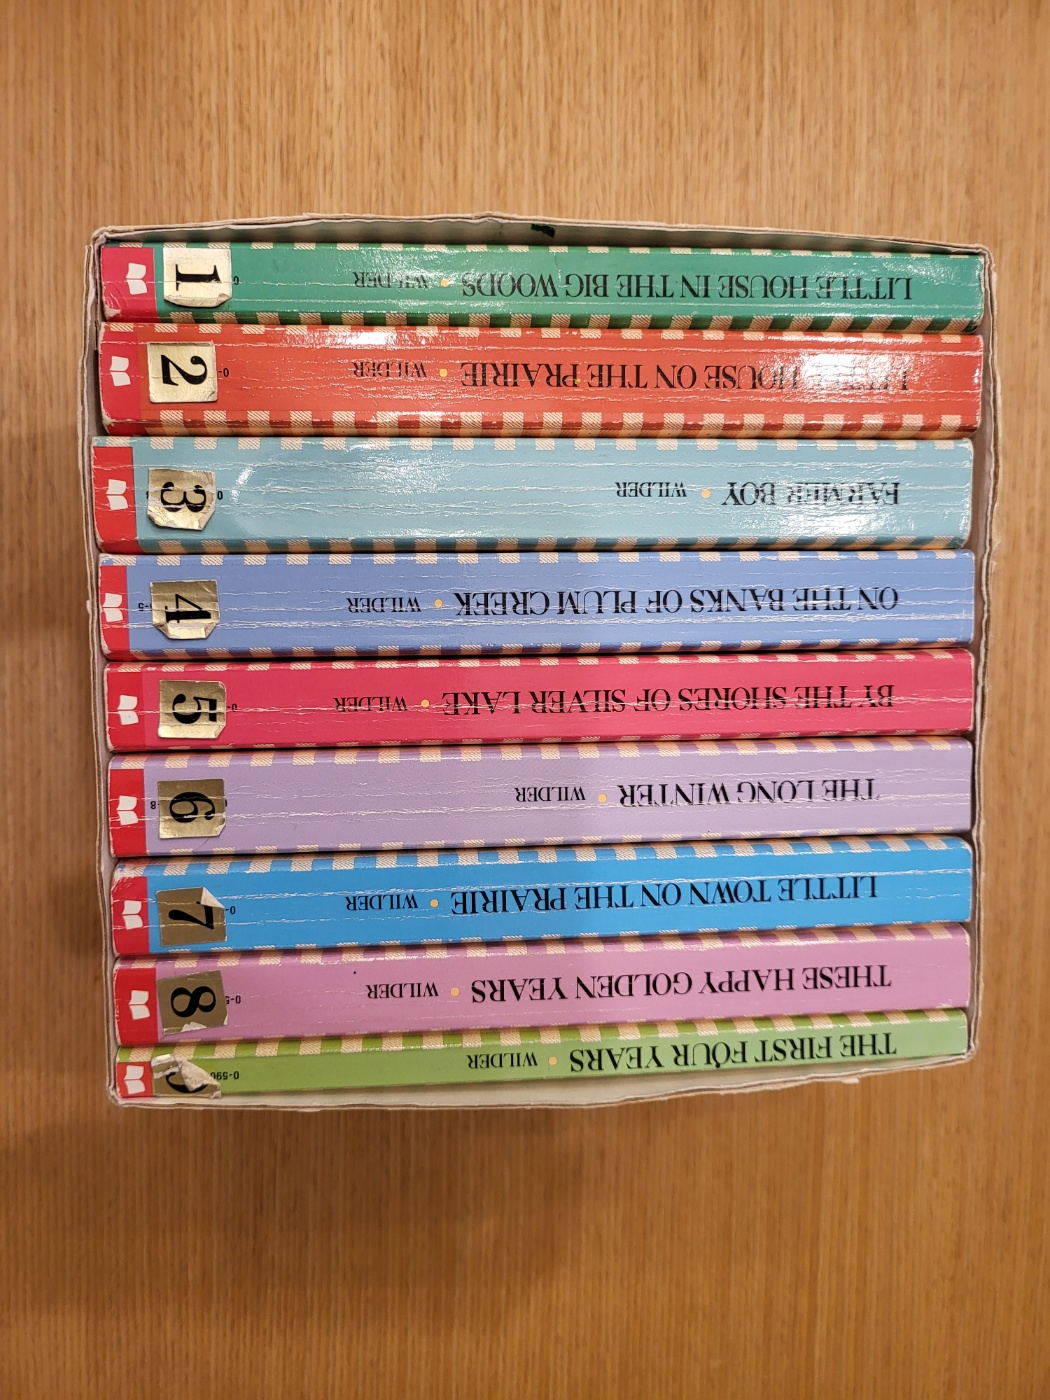 LITTLE HOUSE IN THE BIG WOODS • WILDER 1
HOUSE ON THE PRAIRIE • WILDER 2
FARMER BOY • WILDER 3
ON THE BANKS OF PLUM CREEK • WILDER 4
BY THE SHORES OF SILVER LAKE • WILDER 5
THE LONG WINTER • WILDER 6
LITTLE TOWN ON THE PRAIRIE • WILDER 7
THESE HAPPY GOLDEN YEARS • WILDER 8
THE FIRST FOUR YEARS • WILDER 0-590